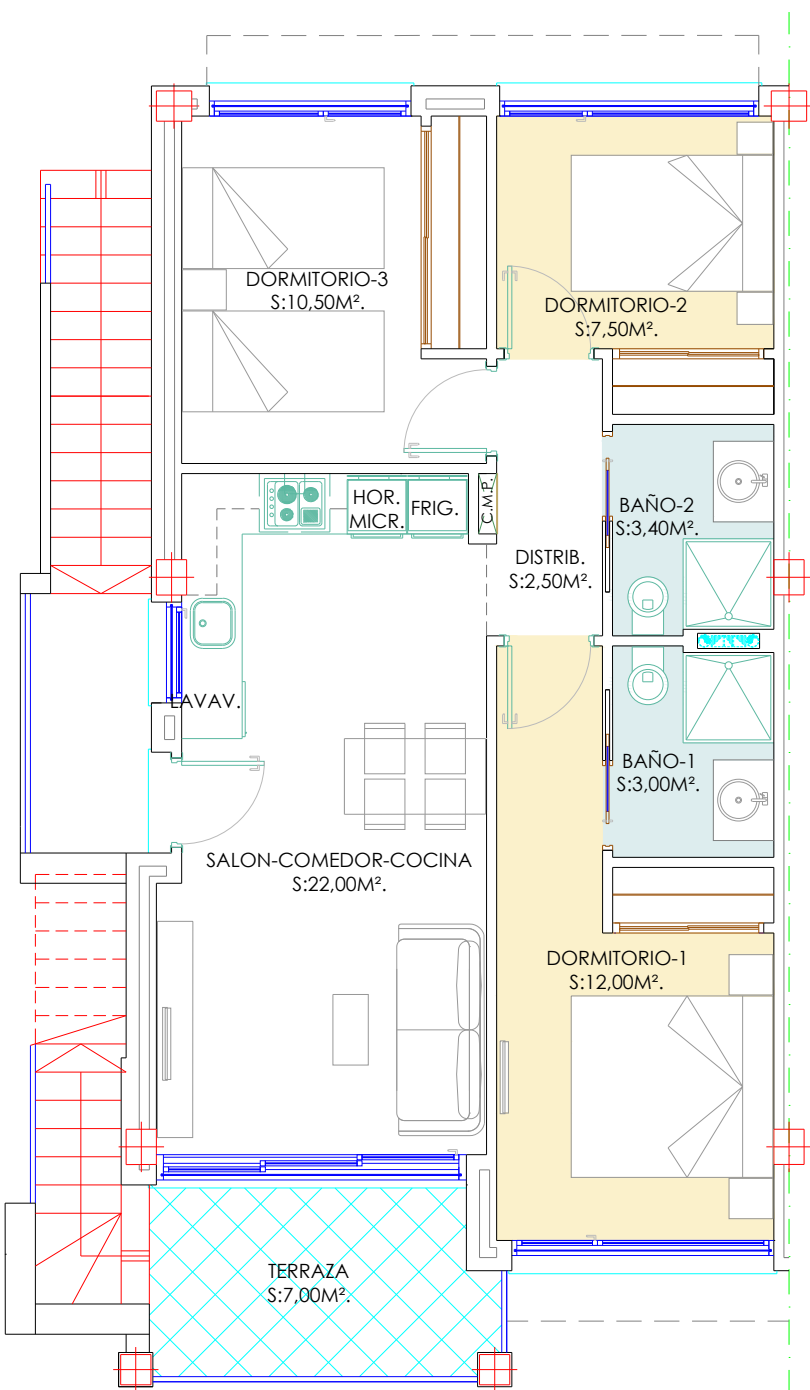 DORMITORIO-3
S:10,50M².
DORMITORIO-2
S:7,50M².
HOR.
MICR.
FRIG.
C.M.P.
BAÑO-2
S:3,40M².
DISTRIB.
S:2,50M².
LAVAV.
BAÑO-1
S:3,00M².
SALON-COMEDOR-COCINA
S:22,00M².
DORMITORIO-1
S:12,00M².
TERRAZA
S:7,00M².